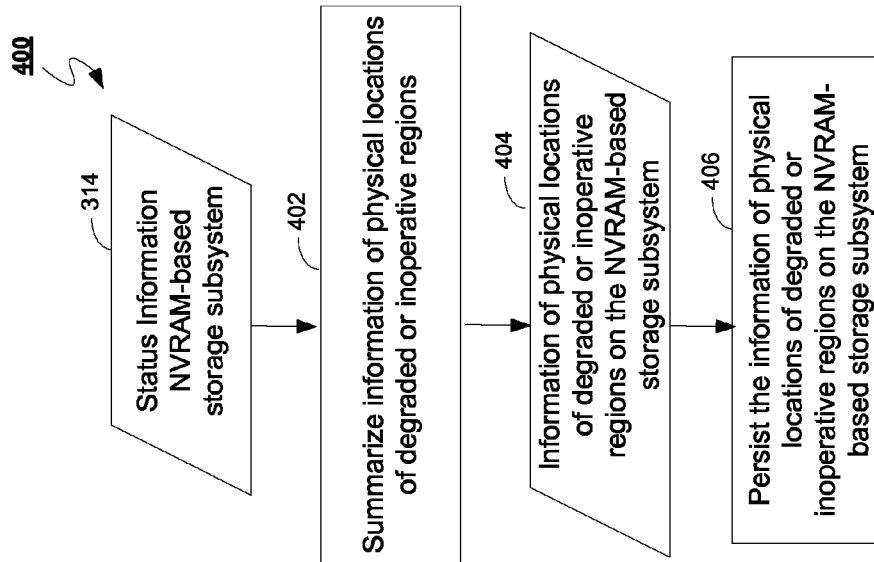 400
314
Status Information
NVRAM-based
storage subsystem
402
Summarize information of physical locations
of degraded or inoperative regions
404
Information of physical locations
of degraded or inoperative
regions on the NVRAM-based
storage subsystem
406
Persist the information of physical
locations of degraded or
inoperative regions on the NVRAM-
based storage subsystem